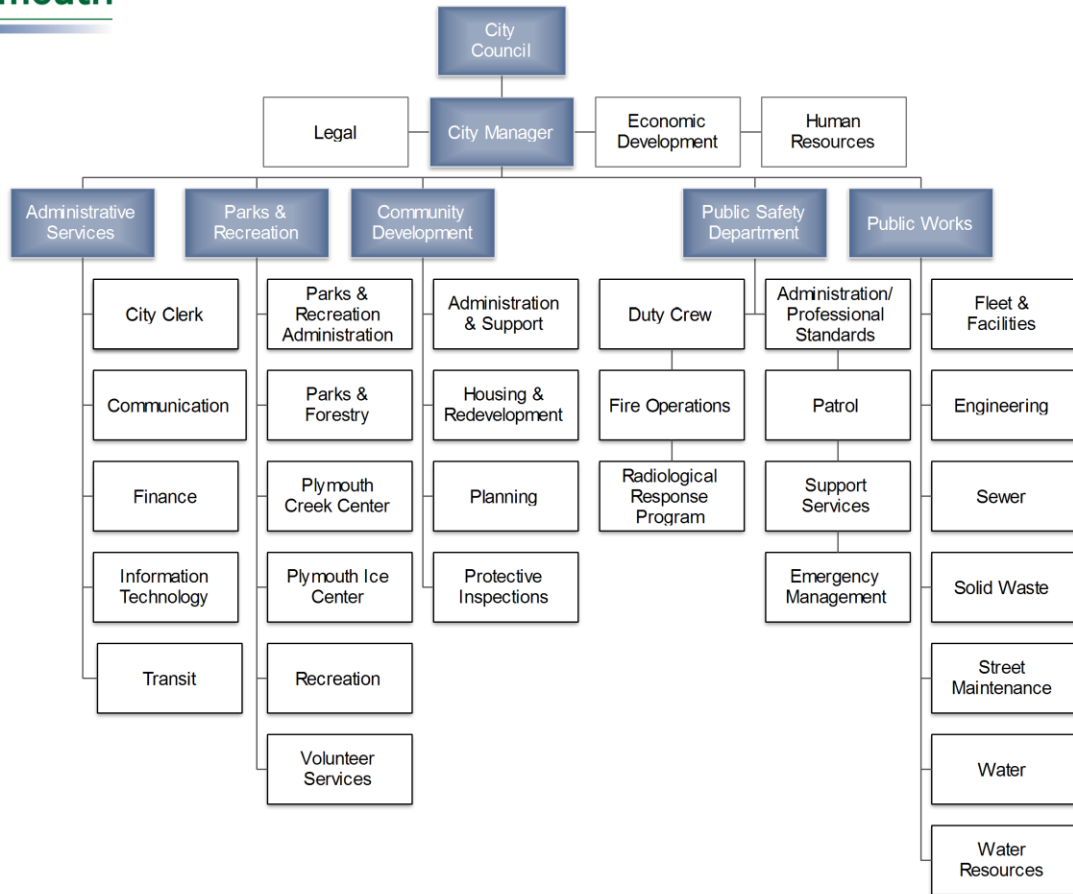 City
Council
Legal
City Manager
Economic
Development
Human
Resources
Administrative
Services
Parks &
Recreation
Community
Development
Public Safety
Department
Public Works
City Clerk
Communication
Finance
Information
Technology
Transit
Parks &
Recreation
Administration
Parks &
Forestry
Plymouth
Creek Center
Plymouth Ice
Center
Recreation
Volunteer
Services
Administration
& Support
Housing &
Redevelopment
Planning
Protective
Inspections
Duty Crew
Fire Operations
Radiological
Response
Program
Administration/
Professional
Standards
Patrol
Support
Services
Emergency
Management
Fleet &
Facilities
Engineering
Sewer
Solid Waste
Street
Maintenance
Water
Water
Resources